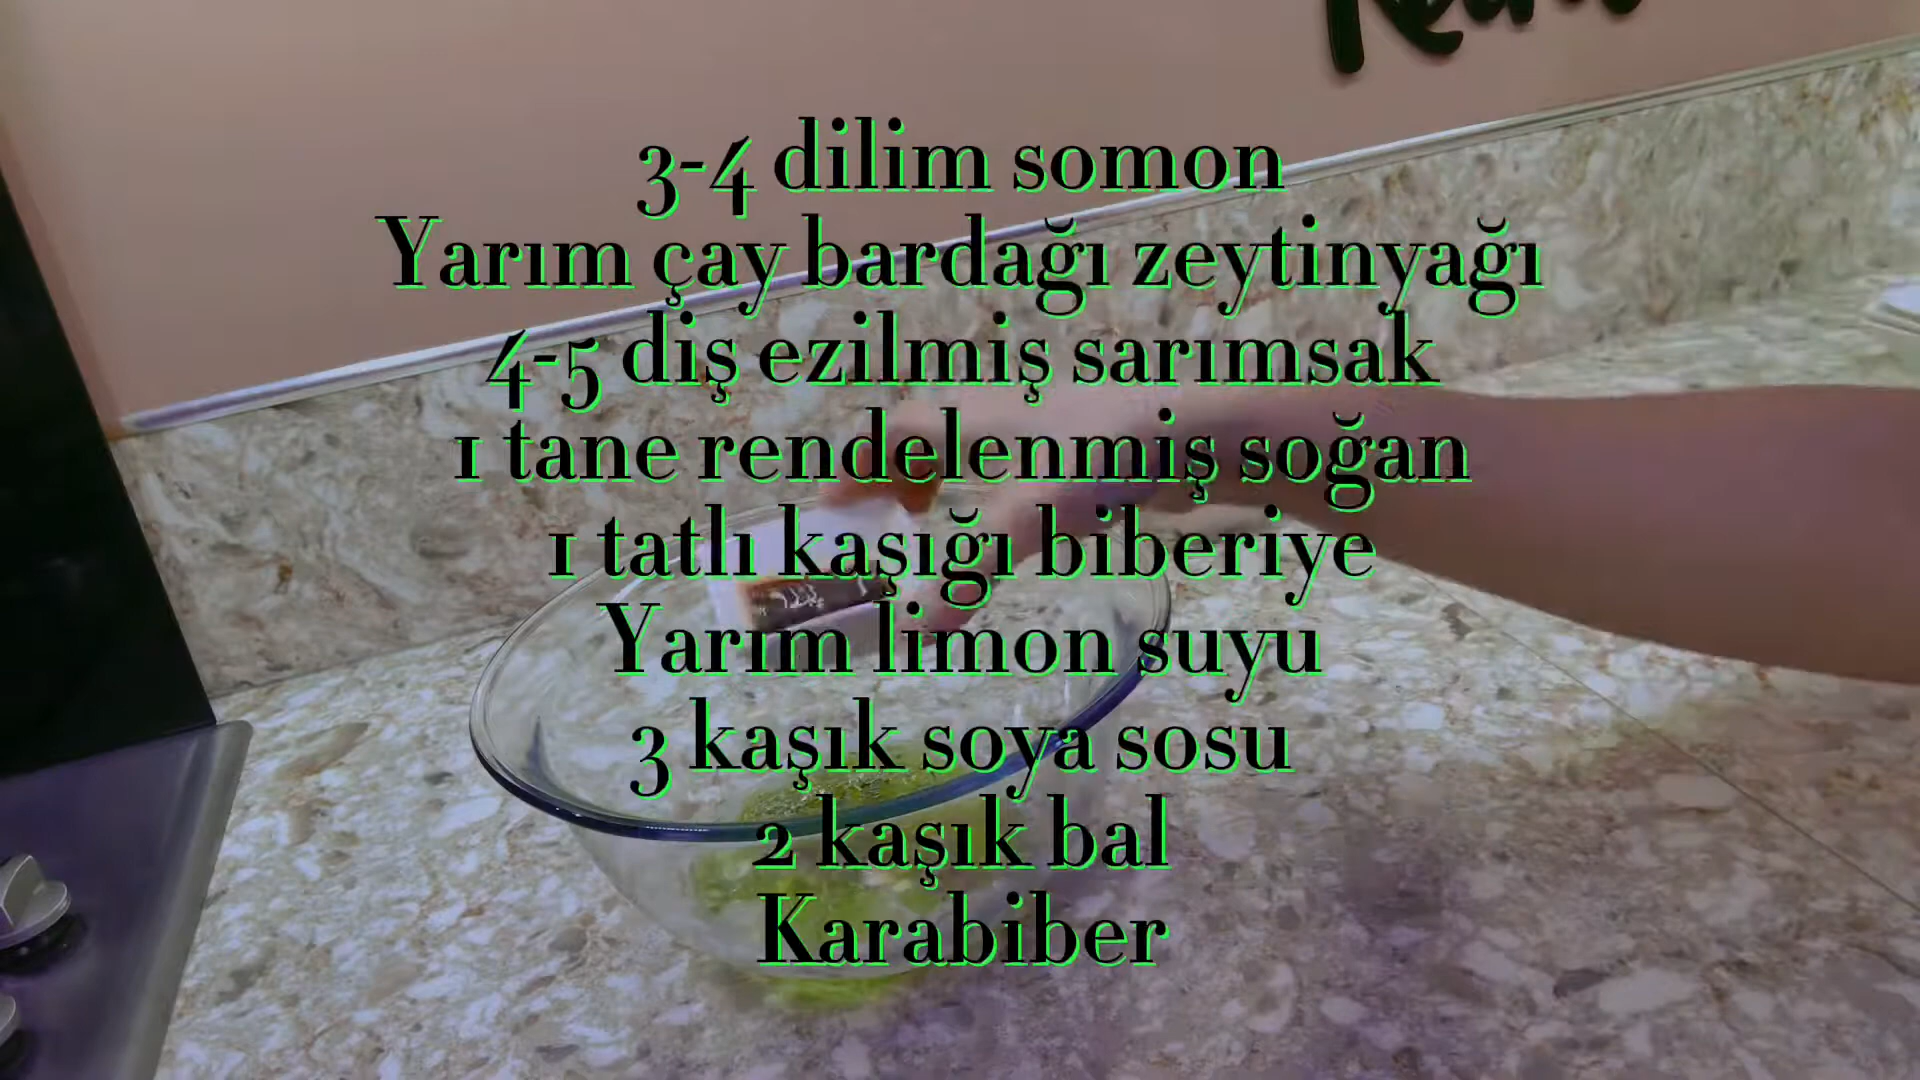 3-4 dilim somon
Yarım çay bardağı zeytinyağı
4-5 diş ezilmiş sarımsak
1 tane rendelenmiş soğan
1 tatlı kaşığı biberiye
Yarım limon suyu
3 kaşık soya sosu
2 kaşık bal
Karabiber